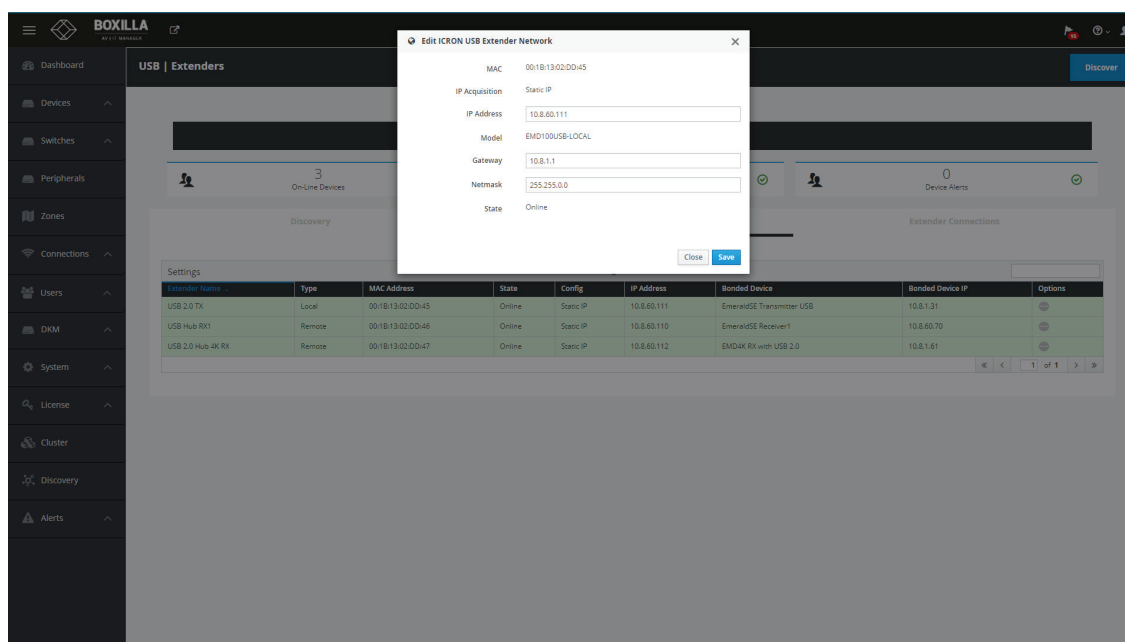 BOXILLA
AV & IT MANAGER
15
Dashboard
Devices
Switches
Peripherals
Zones
Connections
Users
DKM
System
License
Cluster
Discovery
Alerts
USB | Extenders
Discover
3
On-Line Devices
0
Device Alerts
Discovery
Extender Connections
Edit ICRON USB Extender Network
MAC 00:1B:13:02:DD:45
IP Acquisition Static IP
IP Address 10.8.60.111
Model EMD100USB-LOCAL
Gateway 10.8.1.1
Netmask 255.255.0.0
State Online
Close Save
Settings
Extender Name Type MAC Address State Config IP Address Bonded Device Bonded Device IP Options
USB 2.0 TX Local 00:1B:13:02:DD:45 Online Static IP 10.8.60.111 EmeraldSE Transmitter USB 10.8.1.31
USB Hub RX1 Remote 00:1B:13:02:DD:46 Online Static IP 10.8.60.110 EmeraldSE Receiver1 10.8.60.70
USB 2.0 Hub 4K RX Remote 00:1B:13:02:DD:47 Online Static IP 10.8.60.112 EMD4K RX with USB 2.0 10.8.1.61
1 of 1